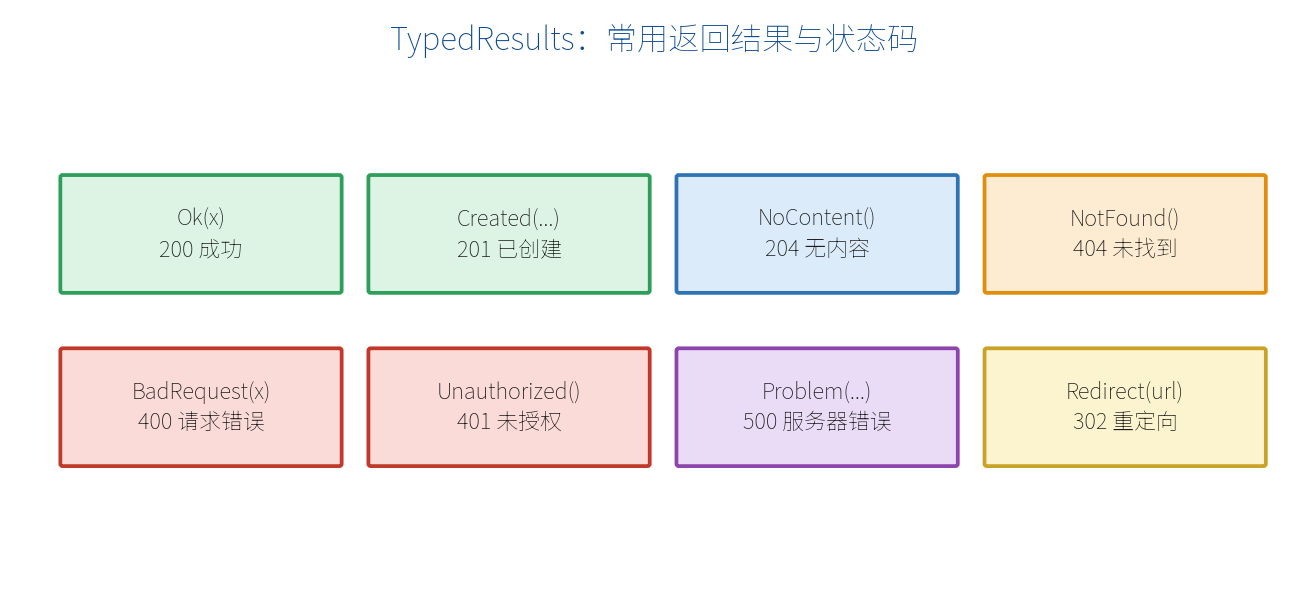 TypedResults：常用返回结果与状态码
Ok(x)
200 成功
Created(...)
201 已创建
NoContent()
204 无内容
NotFound()
404 未找到
BadRequest(x)
400 请求错误
Unauthorized()
401 未授权
Problem(...)
500 服务器错误
Redirect(url)
302 重定向